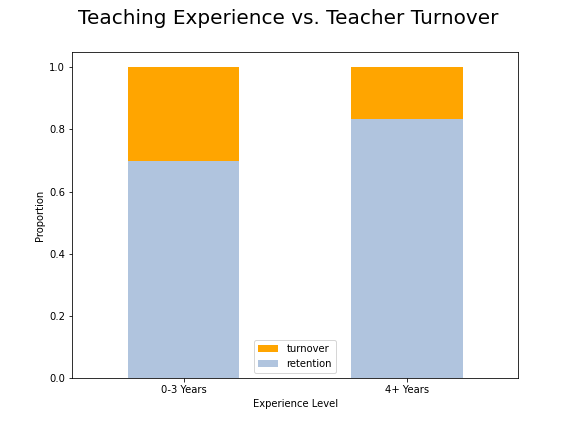 Teaching Experience vs. Teacher Turnover
1.0
0.8
0.6
0.4
0.2
0.0
Proportion
turnover
retention
0-3 Years
4+ Years
Experience Level